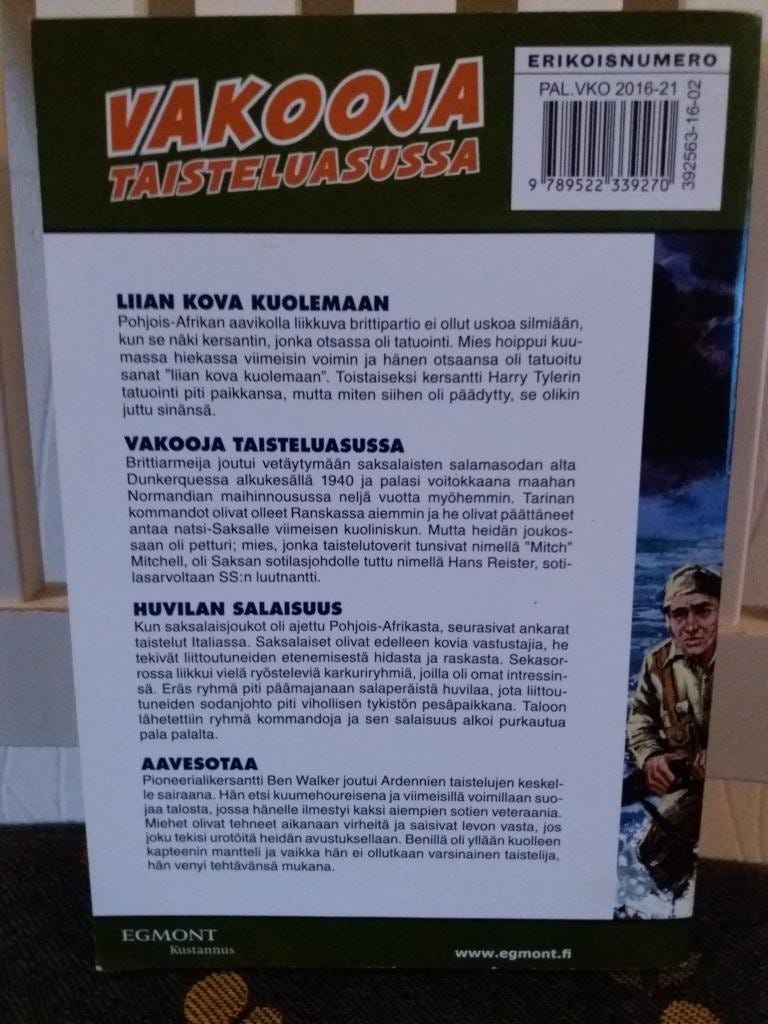 VAKOOJA
TAISTELUASUSSA
ERIKOISNUMERO
PAL.VKO 2016-21
9 789522 339270
392563-16-02
LIIAN KOVA KUOLEMAAN
Pohjois-Afrikan aavikolla liikkuva brittipartio ei ollut uskoa silmiään,
kun se näki kersantin, jonka otsassa oli tatuointi. Mies hoippui kuu-
massa hiekassa viimeisin voimin ja hänen otsaansa oli tatuoitu
sanat "liian kova kuolemaan". Toistaiseksi kersantti Harry Tylerin
tatuointi piti paikkansa, mutta miten siihen oli päädytty, se olikin
juttu sinänsä.
VAKOOJA TAISTELUASUSSA
Brittiarmeija joutui vetäytymään saksalaisten salamasodan alta
Dunkerquessa alkukesällä 1940 ja palasi voitokkaana maahan
Normandian maihinnousussa neljä vuotta myöhemmin. Tarinan
kommandot olivat olleet Ranskassa aiemmin ja he olivat päättäneet
antaa natsi-Saksalle viimeisen kuoliniskun. Mutta heidän joukos-
saan oli petturi; mies, jonka taistelutoverit tunsivat nimellä "Mitch"
Mitchell, oli Saksan sotilasjohdolle tuttu nimellä Hans Reister, soti-
lasarvoltaan SS:n luutnantti.
HUVILAN SALAISUUS
Kun saksalaisjoukot oli ajettu Pohjois-Afrikasta, seurasivat ankarat
taistelut Italiassa. Saksalaiset olivat edelleen kovia vastustajia, he
tekivät liittoutuneiden etenemisestä hidasta ja raskasta. Sekasor-
rossa liikkui vielä ryösteleviä karkuriryhmiä, joilla oli omat intressin-
sä. Eräs ryhmä piti päämajanaan salaperäistä huvilaa, jota liittou-
tuneiden sodanjohto piti vihollisen tykistön pesäpaikkana. Taloon
lähetettiin ryhmä kommandoja ja sen salaisuus alkoi purkautua
pala palalta.
AAVESOTAA
Pioneerialikersantti Ben Walker joutui Ardennien taistelujen keskel-
le sairaana. Hän etsi kuumehoureisena ja viimeisillä voimillaan suo-
jaa talosta, jossa hänelle ilmestyi kaksi aiempien sotien veteraania.
Miehet olivat tehneet aikanaan virheitä ja saisivat levon vasta, jos
joku tekisi urotöitä heidän avustuksellaan. Benillä oli yllään kuolleen
kapteenin mantteli ja vaikka hän ei ollutkaan varsinainen taistelija,
hän venyi tehtävänsä mukana.
EGMONT
Kustannus
www.egmont.fi